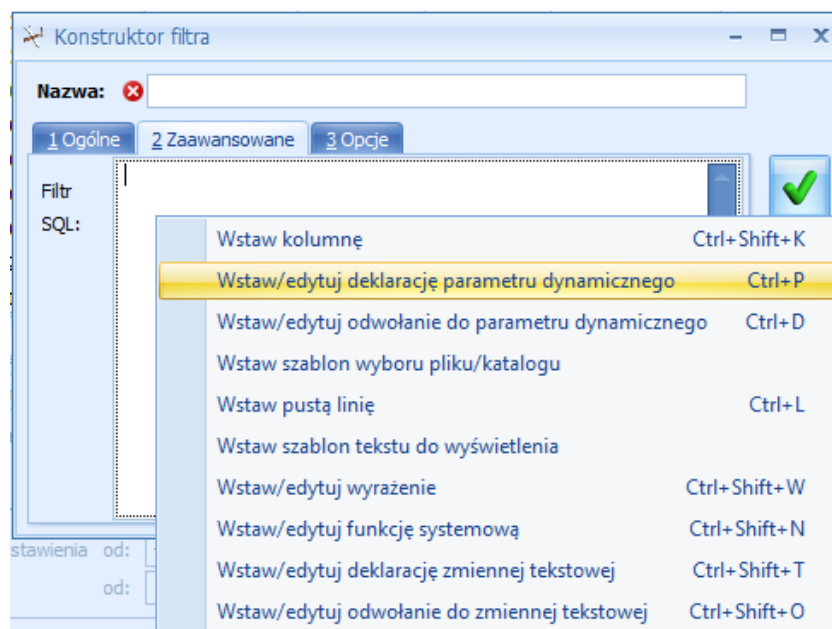 Konstruktor filtra
Nazwa:
1 Ogólne 2 Zaawansowane 3 Opcje
Filtr
SQL:
Wstaw kolumnę Ctrl+Shift+K
Wstaw/edytuj deklarację parametru dynamicznego Ctrl+P
Wstaw/edytuj odwołanie do parametru dynamicznego Ctrl+D
Wstaw szablon wyboru pliku/katalogu
Wstaw pustą linię Ctrl+L
Wstaw szablon tekstu do wyświetlenia
Wstaw/edytuj wyrażenie Ctrl+Shift+W
Wstaw/edytuj funkcję systemową Ctrl+Shift+N
stawienia od:
Wstaw/edytuj deklarację zmiennej tekstowej Ctrl+Shift+T
od:
Wstaw/edytuj odwołanie do zmiennej tekstowej Ctrl+Shift+O